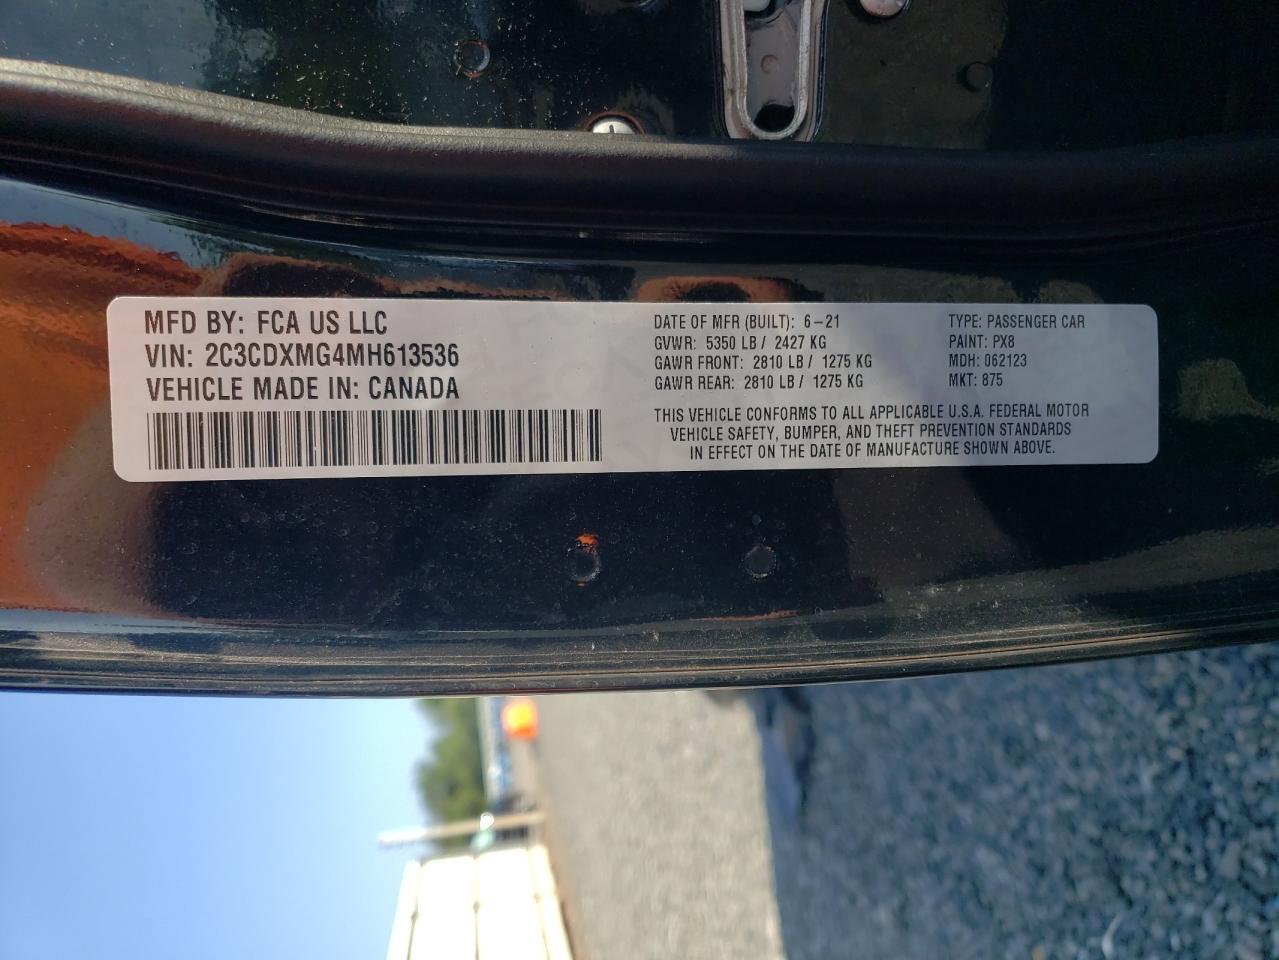 MFD BY: FCA US LLC
VIN: 2C3CDXMG4MH613536
VEHICLE MADE IN: CANADA
DATE OF MFR (BUILT): 6-21
GVWR: 5350 LB / 2427 KG
GAWR FRONT: 2810 LB / 1275 KG
GAWR REAR: 2810 LB / 1275 KG
TYPE: PASSENGER CAR
PAINT: PX8
MDH: 062123
MKT: 875
THIS VEHICLE CONFORMS TO ALL APPLICABLE U.S.A. FEDERAL MOTOR
VEHICLE SAFETY, BUMPER, AND THEFT PREVENTION STANDARDS
IN EFFECT ON THE DATE OF MANUFACTURE SHOWN ABOVE.